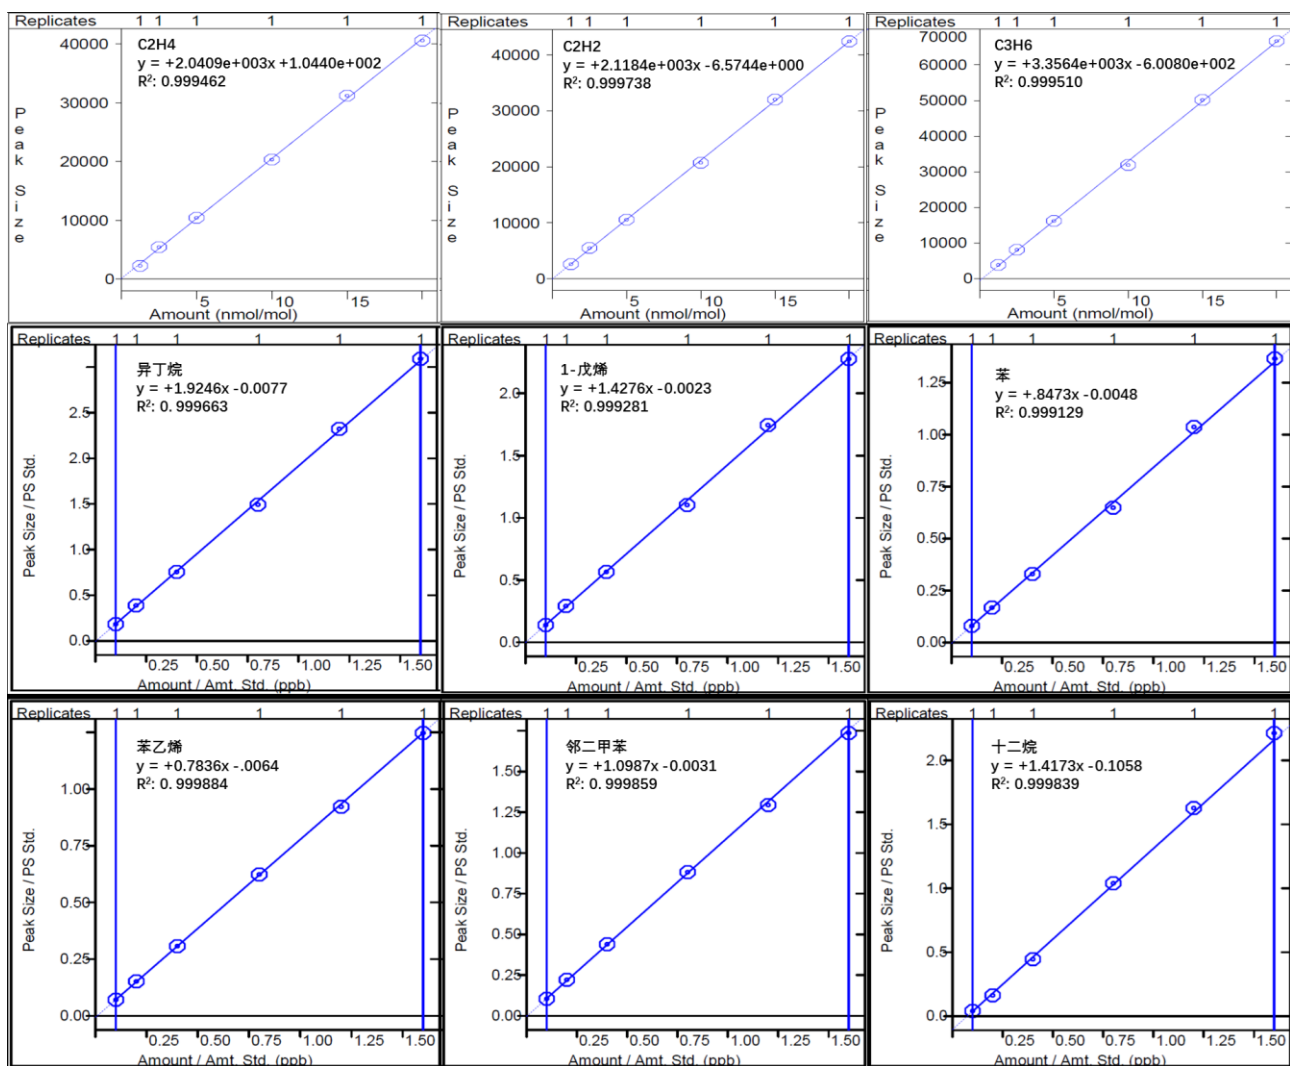 Replicates 1 1 1 1 1 1
40000
30000
20000
10000
0
Peak Size
C2H4
y = +2.0409e+003x +1.0440e+002
R²: 0.999462
5 10 15
Amount (nmol/mol)
Replicates 1 1 1 1 1 1
40000
30000
20000
10000
0
Peak Size
C2H2
y = +2.1184e+003x -6.5744e+000
R²: 0.999738
5 10 15
Amount (nmol/mol)
Replicates 1 1 1 1 1 1
70000
60000
50000
40000
30000
20000
10000
0
Peak Size
C3H6
y = +3.3564e+003x -6.0080e+002
R²: 0.999510
5 10 15
Amount (nmol/mol)
Replicates 1 1 1 1 1 1
2.5
2.0
1.5
1.0
0.5
0.0
Peak Size / PS Std.
异丁烷
y = +1.9246x -0.0077
R²: 0. 999663
0.25 0.50 0.75 1.00 1.25 1.50
Amount / Amt. Std. (ppb)
Replicates 1 1 1 1 1 1
2.0
1.5
1.0
0.5
0.0
Peak Size / PS Std.
1-戊烯
y = +1.4276x -0.0023
R²: 0.999281
0.25 0.50 0.75 1.00 1.25 1.50
Amount / Amt. Std. (ppb)
Replicates 1 1 1 1 1 1
1.25
1.00
0.75
0.50
0.25
0.00
Peak Size / PS Std.
苯
y = +.8473x -0.0048
R²: 0.999129
0.25 0.50 0.75 1.00 1.25 1.50
Amount / Amt. Std. (ppb)
Replicates 1 1 1 1 1 1
1.00
0.75
0.50
0.25
0.00
Peak Size / PS Std.
苯乙烯
y = +0.7836x -.0064
R²: 0. 999884
0.25 0.50 0.75 1.00 1.25 1.50
Amount / Amt. Std. (ppb)
Replicates 1 1 1 1 1 1
1.50
1.25
1.00
0.75
0.50
0.25
0.00
Peak Size / PS Std.
邻二甲苯
y = +1.0987x -0.0031
R²: 0. 999859
0.25 0.50 0.75 1.00 1.25 1.50
Amount / Amt. Std. (ppb)
Replicates 1 1 1 1 1 1
2.0
1.5
1.0
0.5
0.0
Peak Size / PS Std.
十二烷
y = +1.4173x -0.1058
R²: 0.999839
0.25 0.50 0.75 1.00 1.25 1.50
Amount / Amt. Std. (ppb)